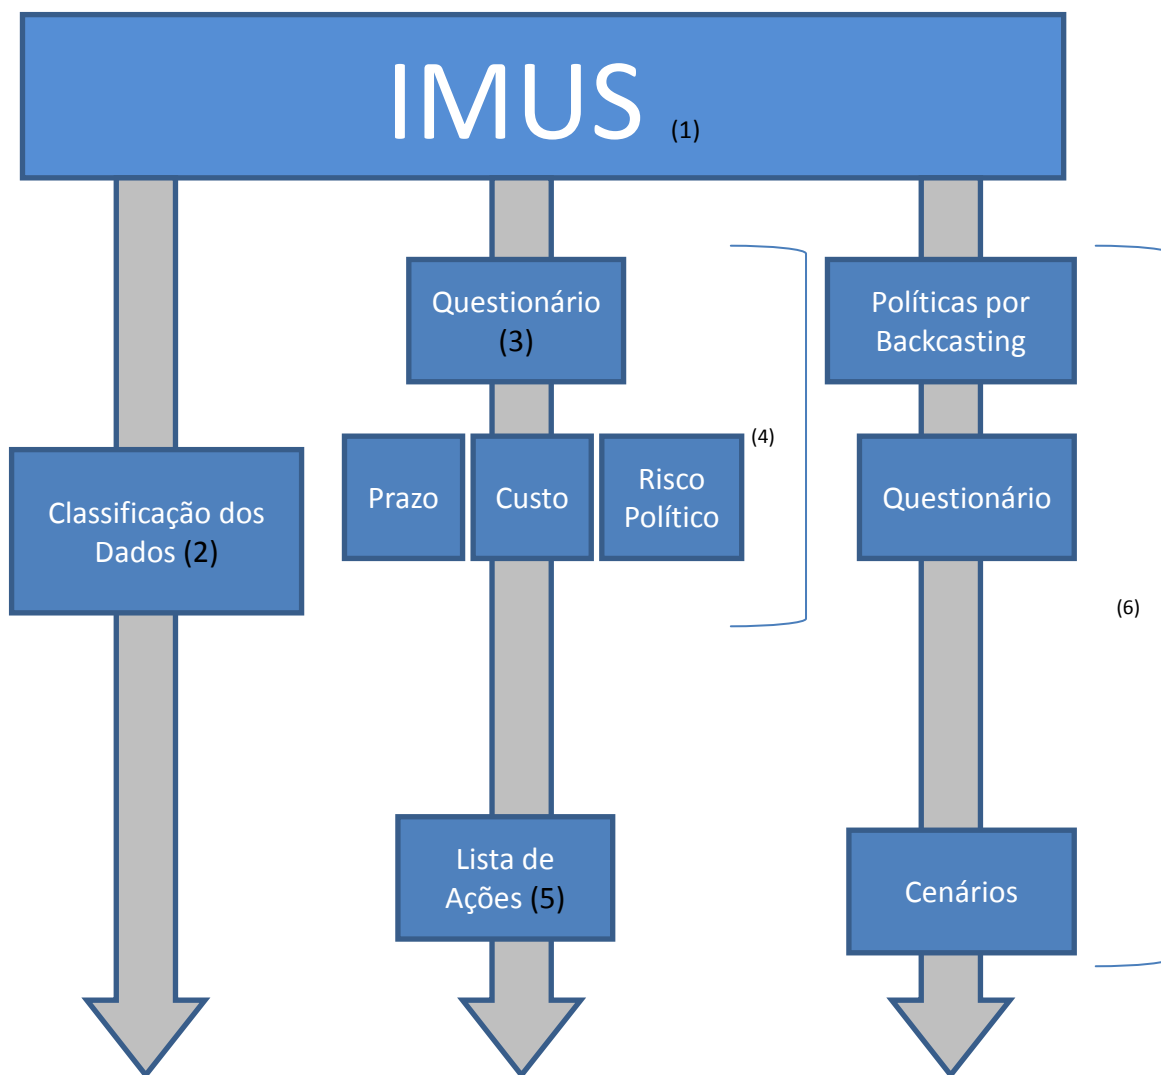 IMUS (1)
Classificação dos
Dados (2)
Questionário
(3)
Prazo
Custo
Risco
Político
(4)
Lista de
Ações (5)
Políticas por
Backcasting
Questionário
Cenários
(6)